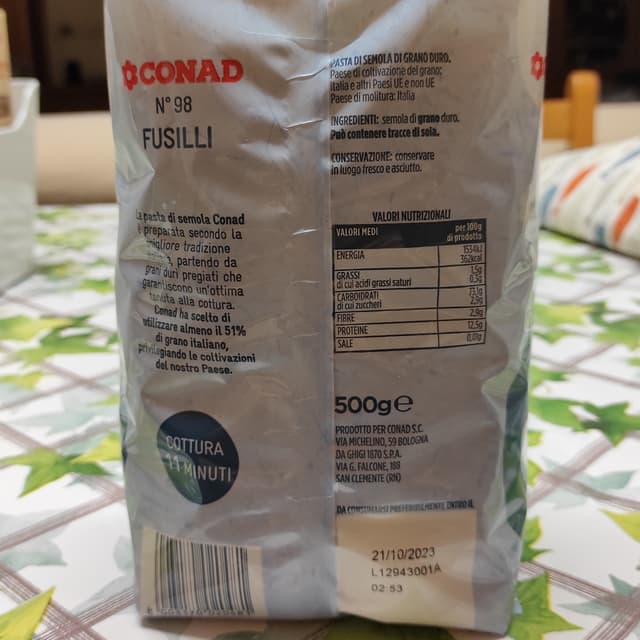 CONAD
N° 98
FUSILLI
La pasta di semola Conad
è preparata secondo la
migliore tradizione
partendo da
grani duri pregiati che
garantiscono un'ottima
tenuta alla cottura.
Conad ha scelto di
utilizzare almeno il 51%
di grano italiano,
privilegiando le coltivazioni
del nostro Paese.
COTTURA
11 MINUTI
PASTA DI SEMOLA DI GRANO DURO.
Paese di coltivazione del grano:
Italia e altri Paesi UE e non UE
Paese di molitura: Italia
INGREDIENTI: semola di grano duro.
Può contenere tracce di soia.
CONSERVAZIONE: conservare
in luogo fresco e asciutto.
VALORI NUTRIZIONALI
VALORI MEDI per 100g
di prodotto
ENERGIA 1534kJ
362kcal
GRASSI 1,5g
di cui acidi grassi saturi 0,3g
CARBOIDRATI
di cui zuccheri 2,9g
FIBRE 2,9g
PROTEINE 12,5g
SALE 0,01g
500g℮
PRODOTTO PER CONAD S.C.
VIA MICHELINO, 59 BOLOGNA
DA GHIGI 1870 S.P.A.
VIA G. FALCONE, 188
SAN CLEMENTE (RN)
DA CONSUMARSI PREFERIBILMENTE ENTRO IL
21/10/2023
L12943001A
02:53